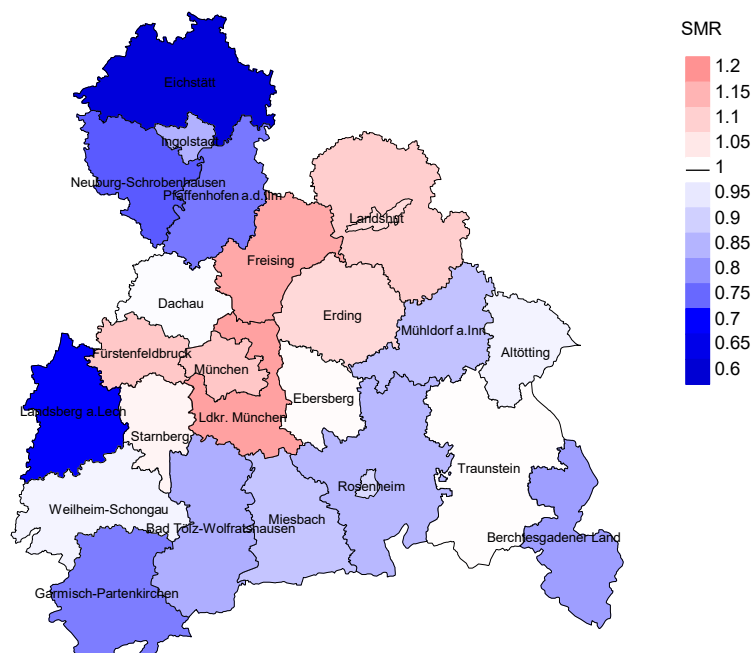 SMR
1.2
1.15
1.1
1.05
1
0.95
0.9
0.85
0.8
0.75
0.7
0.65
0.6
Eichstätt
Ingolstadt
Neuburg-Schrobenhausen
Pfaffenhofen a.d.Ilm
Landshut
Freising
Dachau
Erding
Mühldorf a.Inn
Altötting
Fürstenfeldbruck
München
Ebersberg
Landsberg a.Lech
Ldkr. München
Starnberg
Traunstein
Rosenheim
Weilheim-Schongau
Miesbach
Bad Tölz-Wolfratshausen
Berchtesgadener Land
Garmisch-Partenkirchen